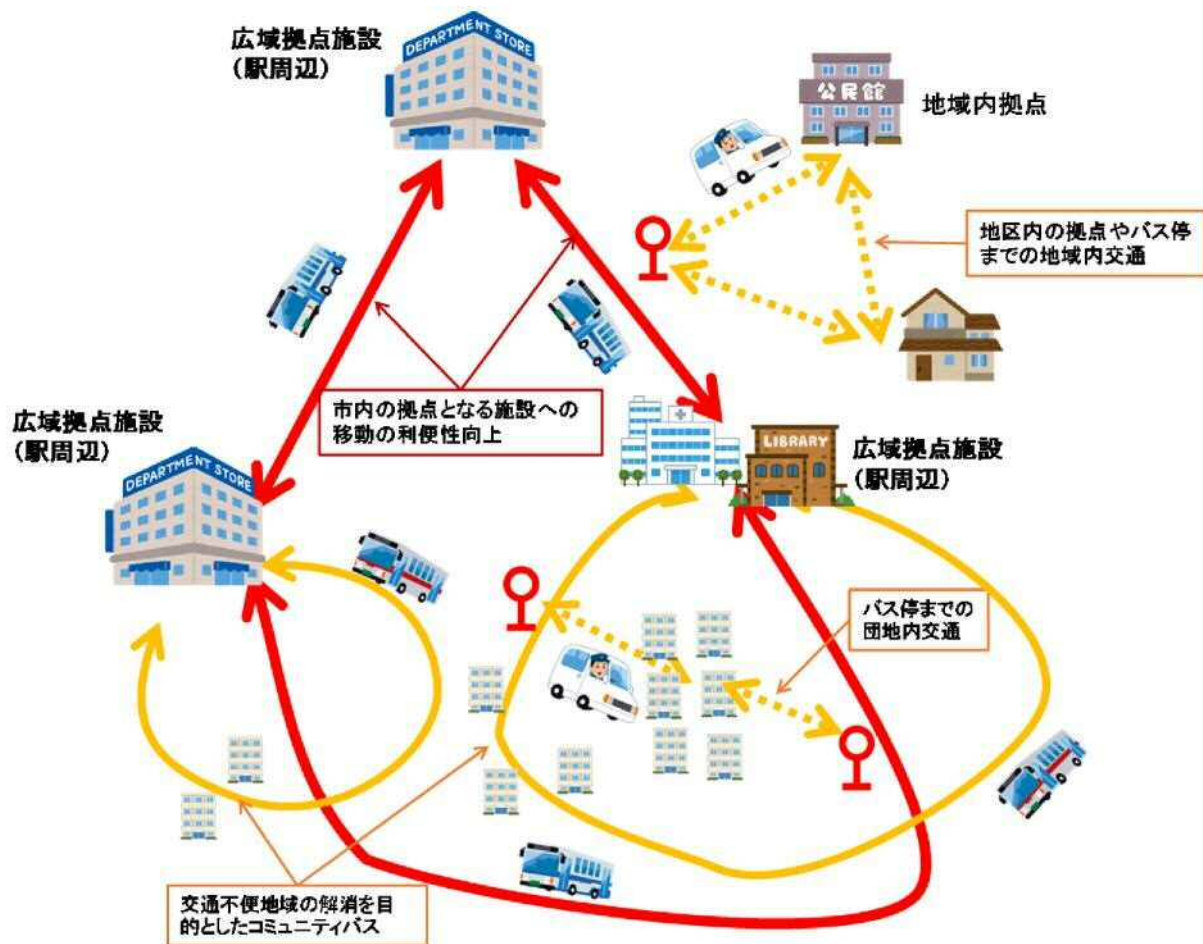 広域拠点施設
(駅周辺)
DEPARTMENT STORE
公民館
地域内拠点
地区内の拠点やバス停
までの地域内交通
市内の拠点となる施設への
移動の利便性向上
広域拠点施設
(駅周辺)
DEPARTMENT STORE
LIBRARY
広域拠点施設
(駅周辺)
バス停までの
団地内交通
交通不便地域の解消を目
的としたコミュニティバス